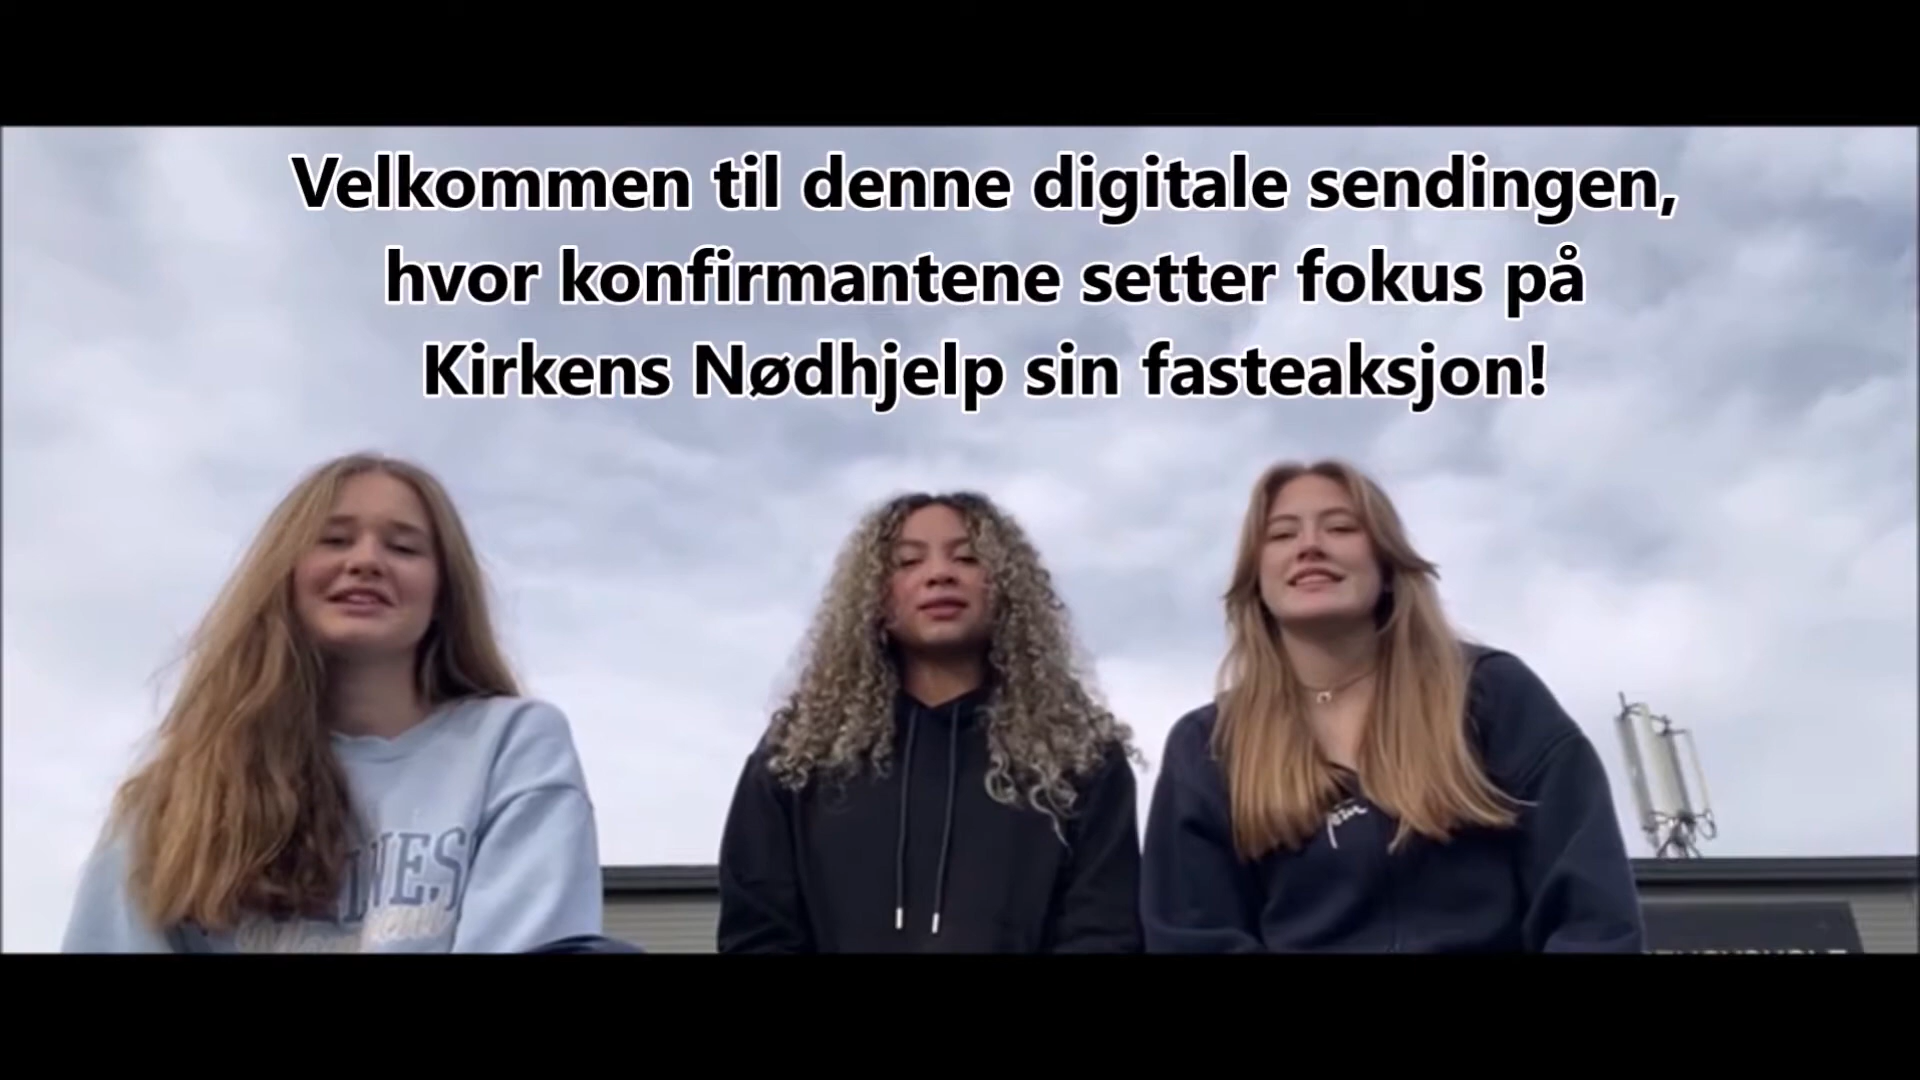 Velkommen til denne digitale sendingen,
hvor konfirmantene setter fokus på
Kirkens Nødhjelp sin fasteaksjon!